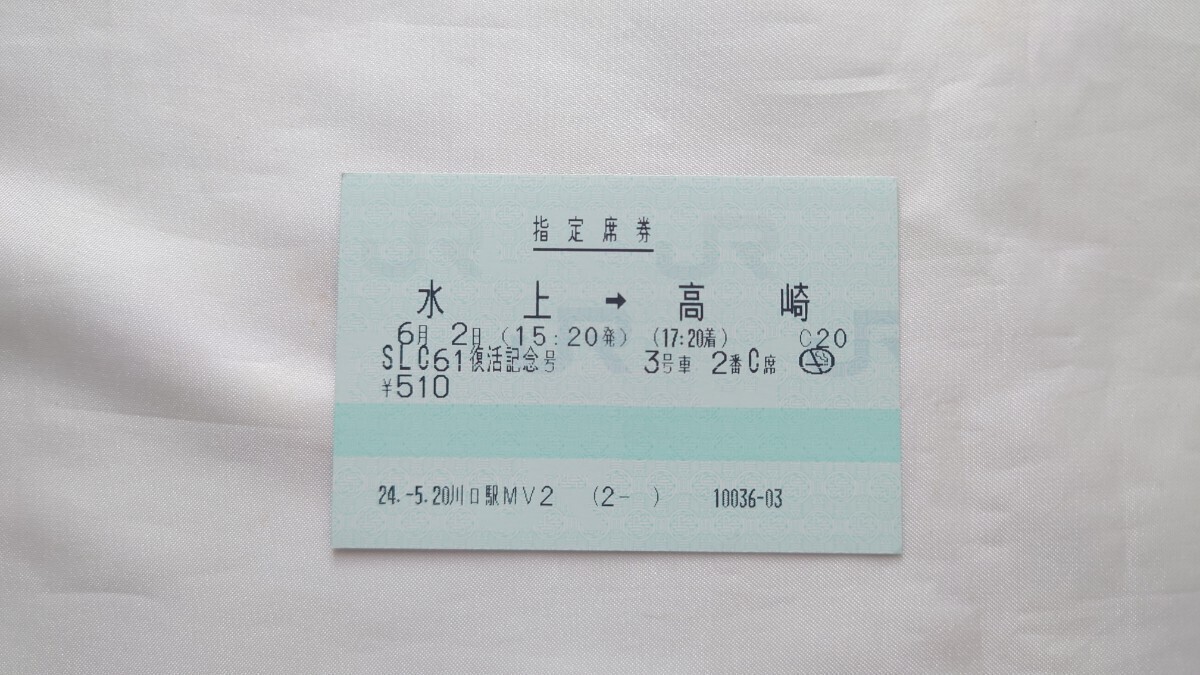 指定席券
水上→高崎
6月 2日 (15:20発) (17:20着) C20
SLC61復活記念号 3号車 2番C席
¥510
24.-5.20川口駅MV2 (2- ) 10036-03